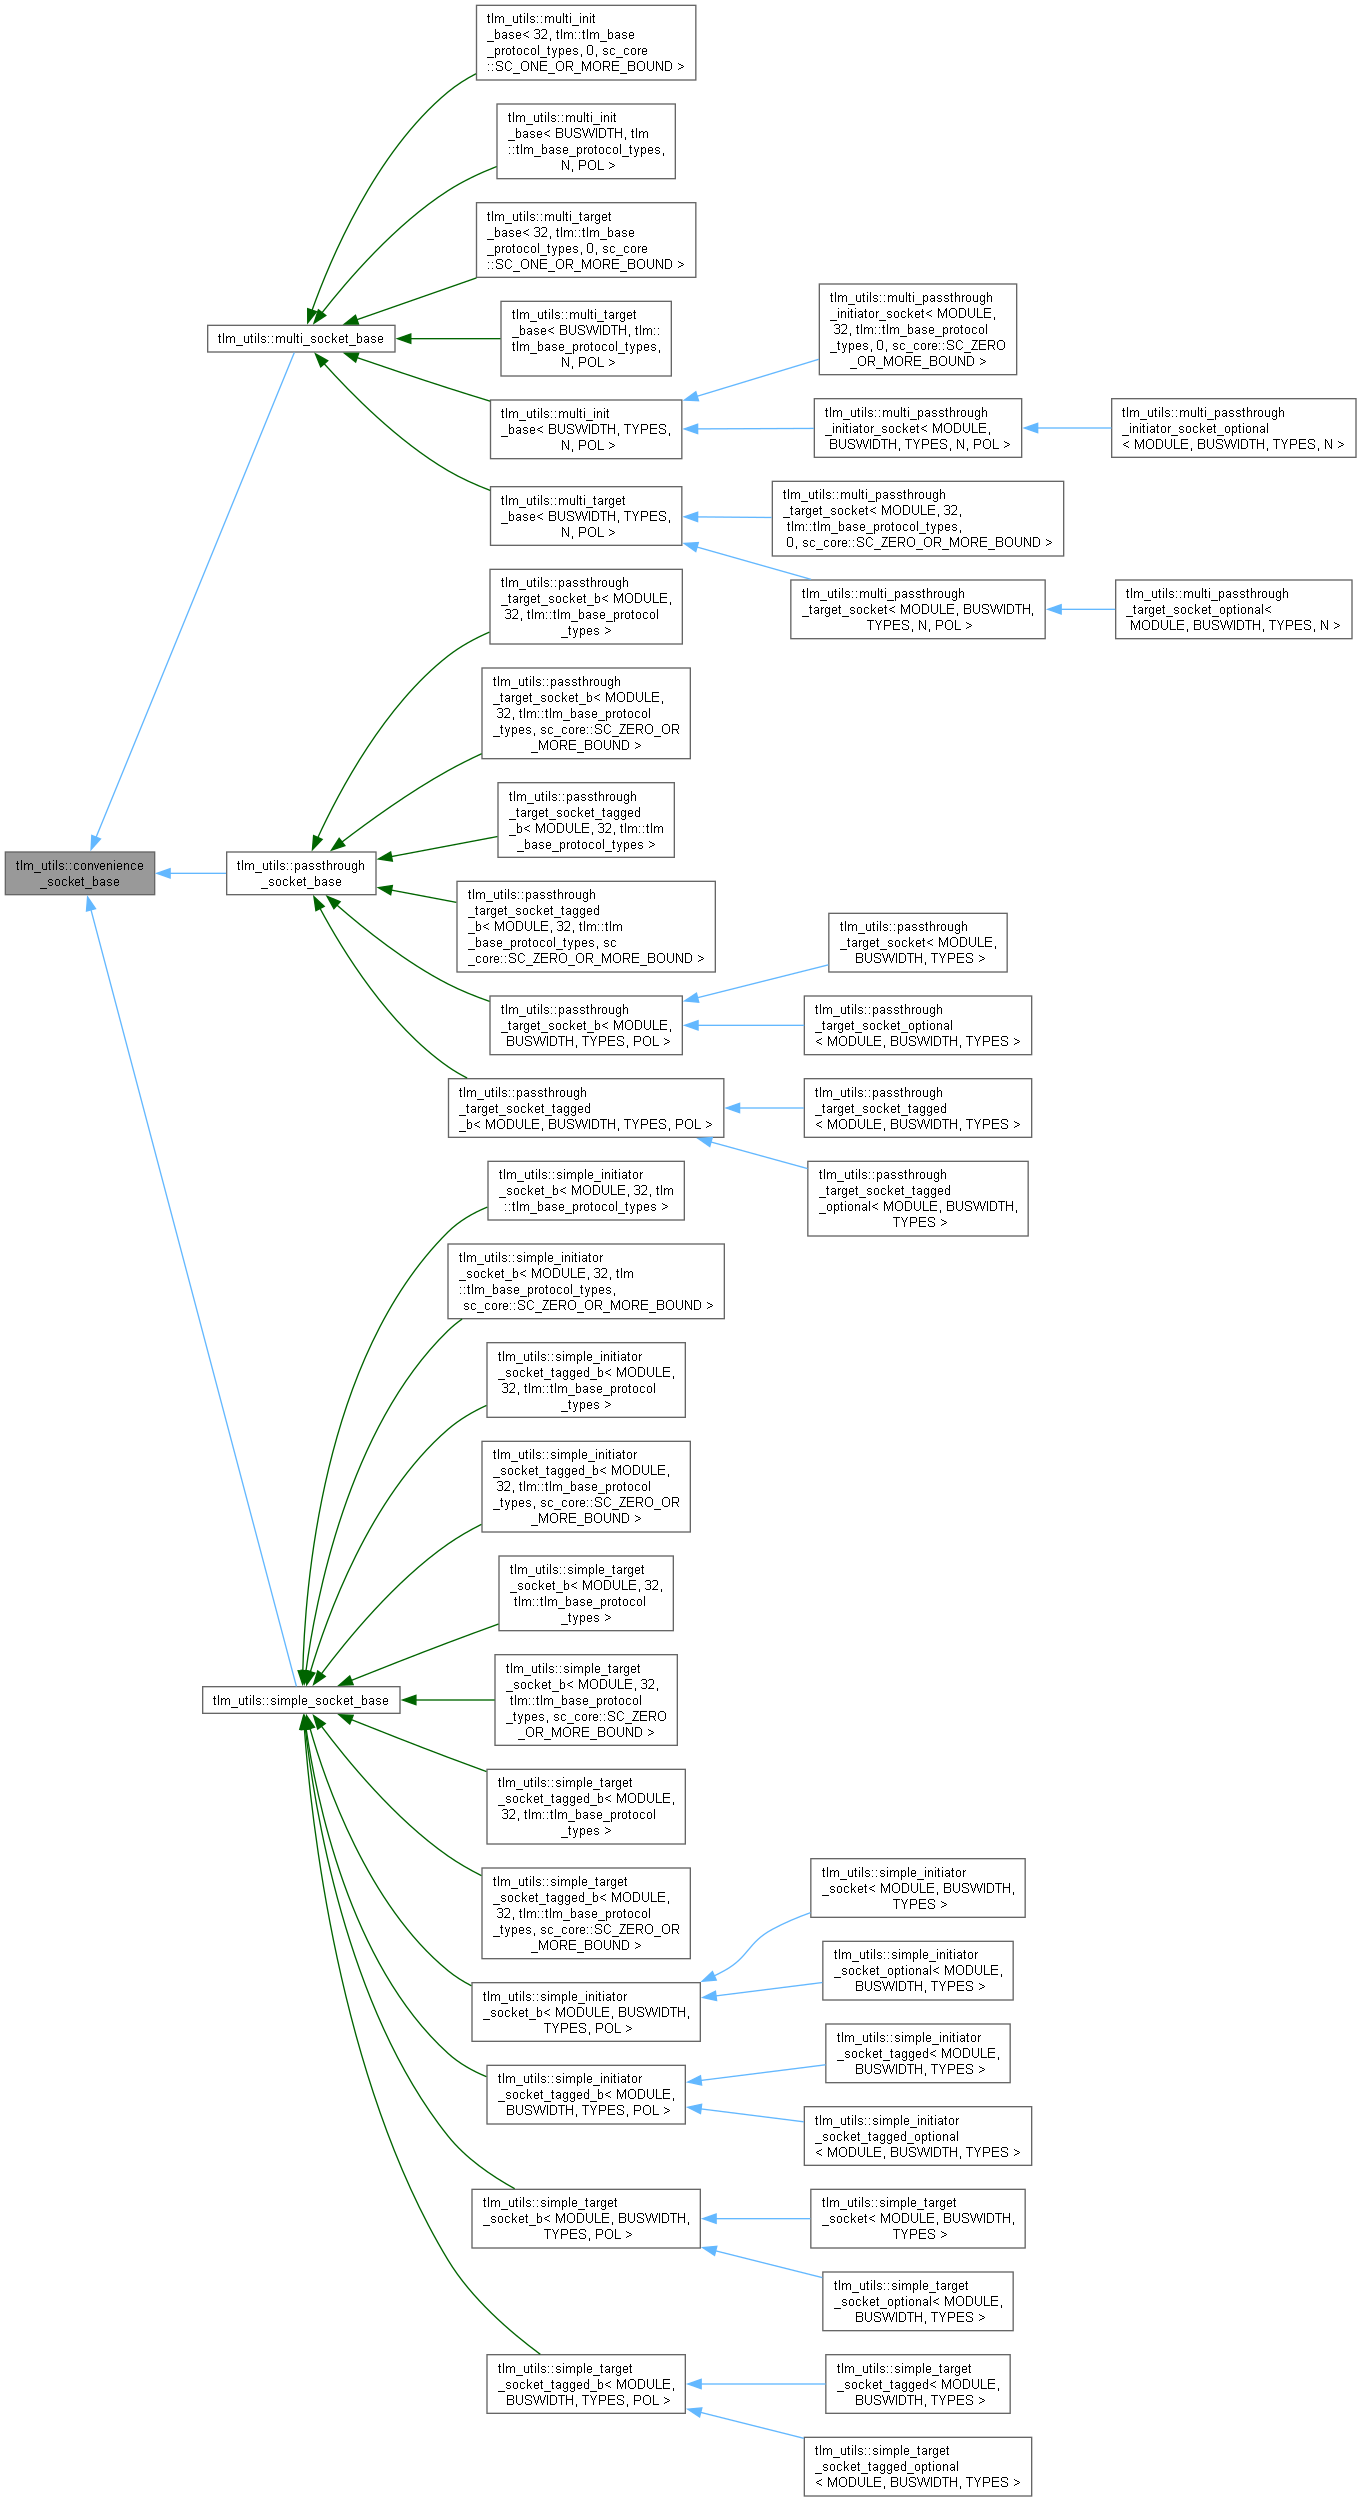 tlm_utils::multi_init
_base< 32, tlm::tlm_base
_protocol_types, 0, sc_core
::SC_ONE_OR_MORE_BOUND >
tlm_utils::multi_init
_base< BUSWIDTH, tlm
::tlm_base_protocol_types,
N, POL >
tlm_utils::multi_target
_base< 32, tlm::tlm_base
_protocol_types, 0, sc_core
::SC_ONE_OR_MORE_BOUND >
tlm_utils::multi_socket_base
tlm_utils::multi_target
_base< BUSWIDTH, tlm::
tlm_base_protocol_types,
N, POL >
tlm_utils::multi_passthrough
_initiator_socket< MODULE,
32, tlm::tlm_base_protocol
_types, 0, sc_core::SC_ZERO
_OR_MORE_BOUND >
tlm_utils::multi_init
_base< BUSWIDTH, TYPES,
N, POL >
tlm_utils::multi_passthrough
_initiator_socket< MODULE,
BUSWIDTH, TYPES, N, POL >
tlm_utils::multi_passthrough
_initiator_socket_optional
< MODULE, BUSWIDTH, TYPES, N >
tlm_utils::multi_target
_base< BUSWIDTH, TYPES,
N, POL >
tlm_utils::multi_passthrough
_target_socket< MODULE, 32,
tlm::tlm_base_protocol_types,
0, sc_core::SC_ZERO_OR_MORE_BOUND >
tlm_utils::multi_passthrough
_target_socket< MODULE, BUSWIDTH,
TYPES, N, POL >
tlm_utils::multi_passthrough
_target_socket_optional<
MODULE, BUSWIDTH, TYPES, N >
tlm_utils::passthrough
_target_socket_b< MODULE,
32, tlm::tlm_base_protocol
_types >
tlm_utils::passthrough
_target_socket_b< MODULE,
32, tlm::tlm_base_protocol
_types, sc_core::SC_ZERO_OR
_MORE_BOUND >
tlm_utils::passthrough
_target_socket_tagged
_b< MODULE, 32, tlm::tlm
_base_protocol_types >
tlm_utils::convenience
_socket_base
tlm_utils::passthrough
_socket_base
tlm_utils::passthrough
_target_socket_tagged
_b< MODULE, 32, tlm::tlm
_base_protocol_types, sc
_core::SC_ZERO_OR_MORE_BOUND >
tlm_utils::passthrough
_target_socket< MODULE,
BUSWIDTH, TYPES >
tlm_utils::passthrough
_target_socket_b< MODULE,
BUSWIDTH, TYPES, POL >
tlm_utils::passthrough
_target_socket_optional
< MODULE, BUSWIDTH, TYPES >
tlm_utils::passthrough
_target_socket_tagged
_b< MODULE, BUSWIDTH, TYPES, POL >
tlm_utils::passthrough
_target_socket_tagged
< MODULE, BUSWIDTH, TYPES >
tlm_utils::passthrough
_target_socket_tagged
_optional< MODULE, BUSWIDTH,
TYPES >
tlm_utils::simple_initiator
_socket_b< MODULE, 32, tlm
::tlm_base_protocol_types >
tlm_utils::simple_initiator
_socket_b< MODULE, 32, tlm
::tlm_base_protocol_types,
sc_core::SC_ZERO_OR_MORE_BOUND >
tlm_utils::simple_initiator
_socket_tagged_b< MODULE,
32, tlm::tlm_base_protocol
_types >
tlm_utils::simple_initiator
_socket_tagged_b< MODULE,
32, tlm::tlm_base_protocol
_types, sc_core::SC_ZERO_OR
_MORE_BOUND >
tlm_utils::simple_target
_socket_b< MODULE, 32,
tlm::tlm_base_protocol
_types >
tlm_utils::simple_socket_base
tlm_utils::simple_target
_socket_b< MODULE, 32,
tlm::tlm_base_protocol
_types, sc_core::SC_ZERO
_OR_MORE_BOUND >
tlm_utils::simple_target
_socket_tagged_b< MODULE,
32, tlm::tlm_base_protocol
_types >
tlm_utils::simple_target
_socket_tagged_b< MODULE,
32, tlm::tlm_base_protocol
_types, sc_core::SC_ZERO_OR
_MORE_BOUND >
tlm_utils::simple_initiator
_socket< MODULE, BUSWIDTH,
TYPES >
tlm_utils::simple_initiator
_socket_b< MODULE, BUSWIDTH,
TYPES, POL >
tlm_utils::simple_initiator
_socket_optional< MODULE,
BUSWIDTH, TYPES >
tlm_utils::simple_initiator
_socket_tagged_b< MODULE,
BUSWIDTH, TYPES, POL >
tlm_utils::simple_initiator
_socket_tagged< MODULE,
BUSWIDTH, TYPES >
tlm_utils::simple_initiator
_socket_tagged_optional
< MODULE, BUSWIDTH, TYPES >
tlm_utils::simple_target
_socket_b< MODULE, BUSWIDTH,
TYPES, POL >
tlm_utils::simple_target
_socket< MODULE, BUSWIDTH,
TYPES >
tlm_utils::simple_target
_socket_optional< MODULE,
BUSWIDTH, TYPES >
tlm_utils::simple_target
_socket_tagged_b< MODULE,
BUSWIDTH, TYPES, POL >
tlm_utils::simple_target
_socket_tagged< MODULE,
BUSWIDTH, TYPES >
tlm_utils::simple_target
_socket_tagged_optional
< MODULE, BUSWIDTH, TYPES >